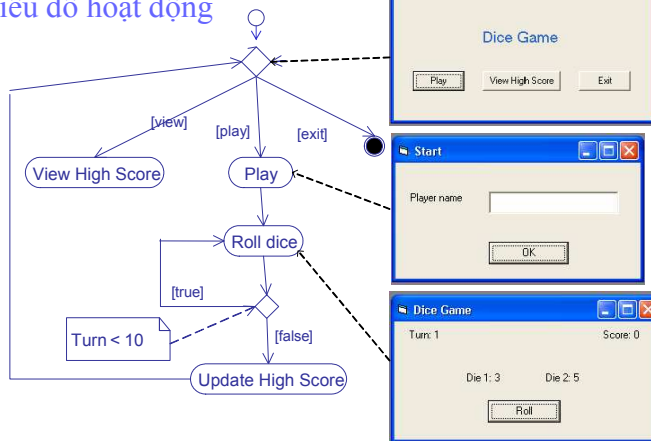 đồ hoạt động
Dice Game
Play
View High Score
Exit
[view]
[play]
[exit]
View High Score
Play
Start
Player name
OK
Roll dice
[true]
Turn < 10
[false]
Update High Score
Dice Game
Turn: 1
Score: 0
Die 1: 3
Die 2: 5
Roll